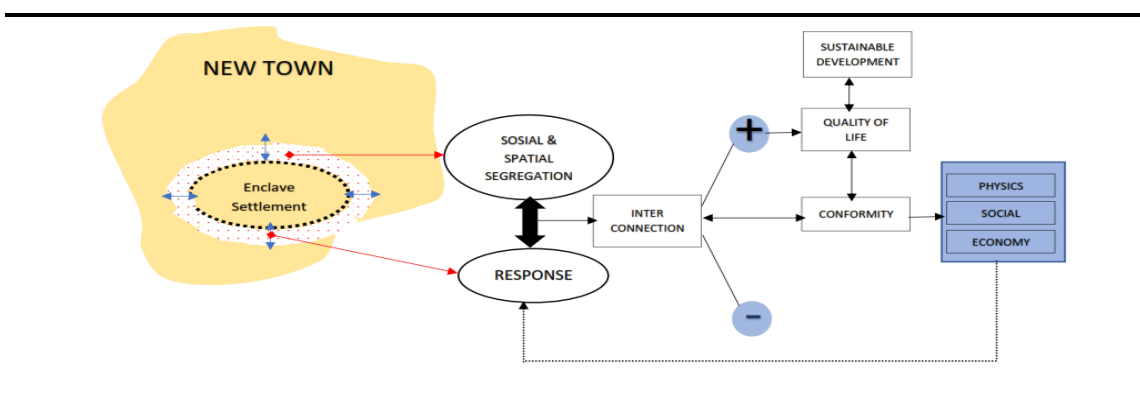 NEW TOWN
Enclave
Settlement
SOSIAL &
SPATIAL
SEGREGATION
RESPONSE
INTER
CONNECTION
+
-
SUSTAINABLE
DEVELOPMENT
QUALITY OF
LIFE
CONFORMITY
PHYSICS
SOCIAL
ECONOMY